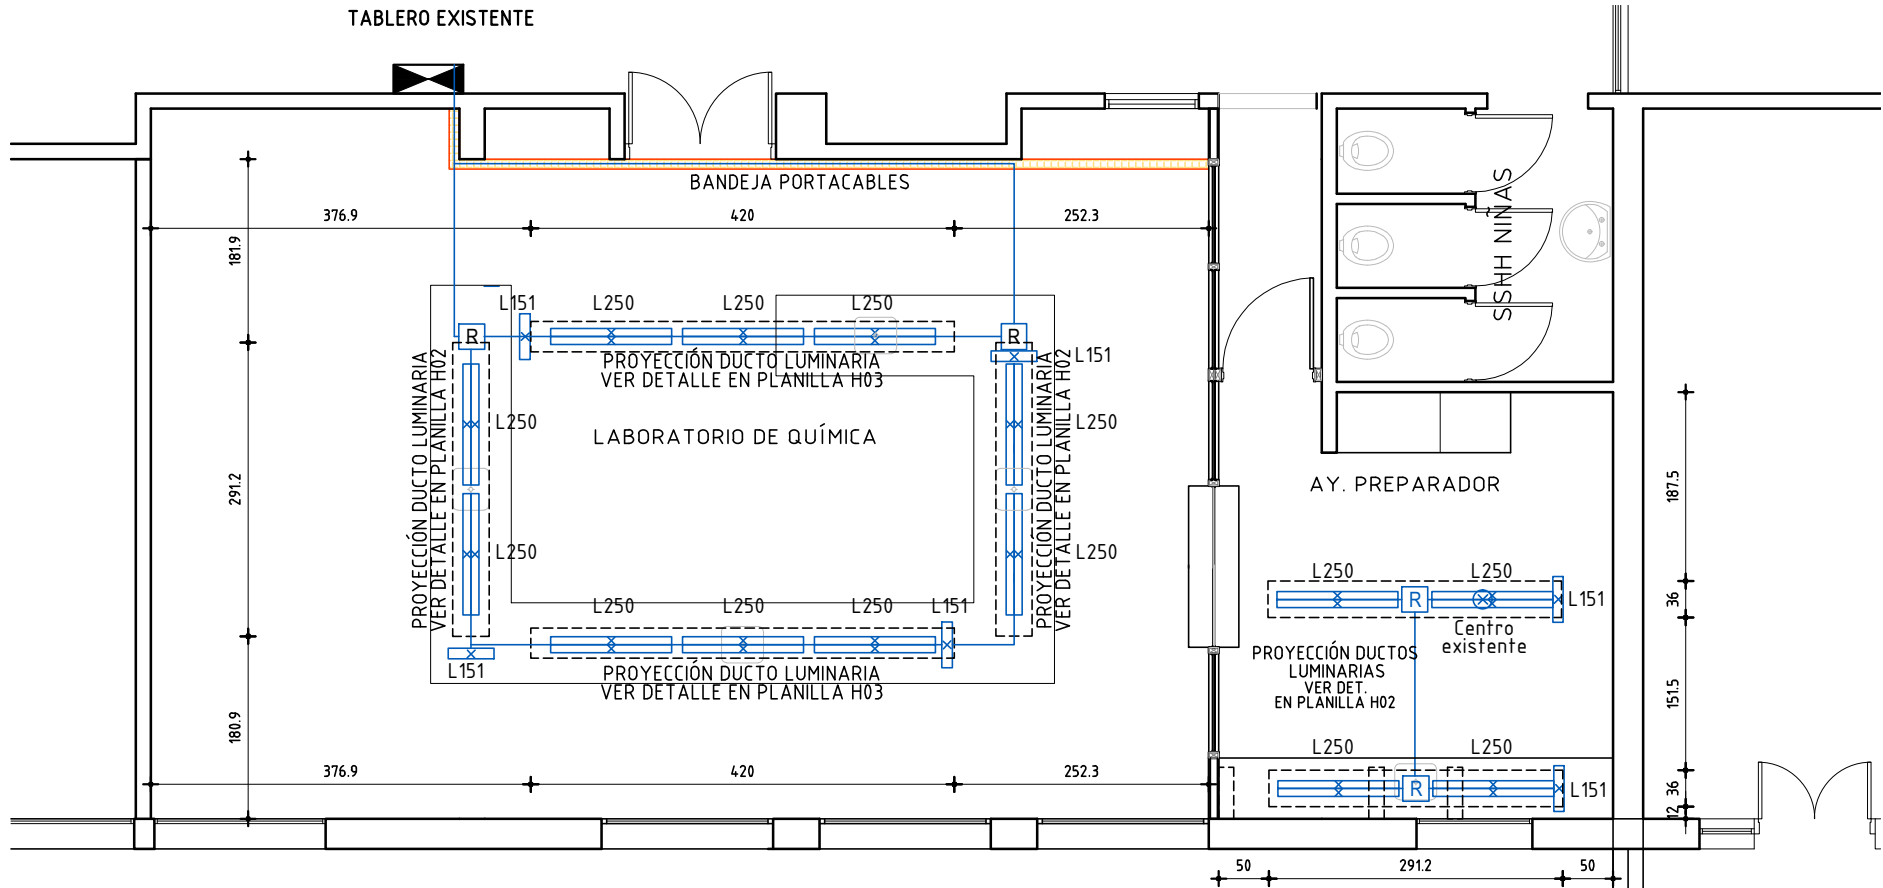 TABLERO EXISTENTE
BANDEJA PORTACABLES
376.9
420
252.3
181.9
291.2
180.9
L151
L250
L250
L250
R
R
L151
PROYECCIÓN DUCTO LUMINARIA
VER DETALLE EN PLANILLA H03
PROYECCIÓN DUCTO LUMINARIA
VER DETALLE EN PLANILLA H02
L250
L250
LABORATORIO DE QUÍMICA
PROYECCIÓN DUCTO LUMINARIA
VER DETALLE EN PLANILLA H02
L250
L250
L250
L250
L250
L151
L151
PROYECCIÓN DUCTO LUMINARIA
VER DETALLE EN PLANILLA H03
376.9
420
252.3
SSHH NIÑAS
AY. PREPARADOR
L250
L250
R
L151
Centro
existente
PROYECCIÓN DUCTOS
LUMINARIAS
VER DET.
EN PLANILLA H02
L250
L250
R
L151
187.5
36
151.5
36
12
50
291.2
50